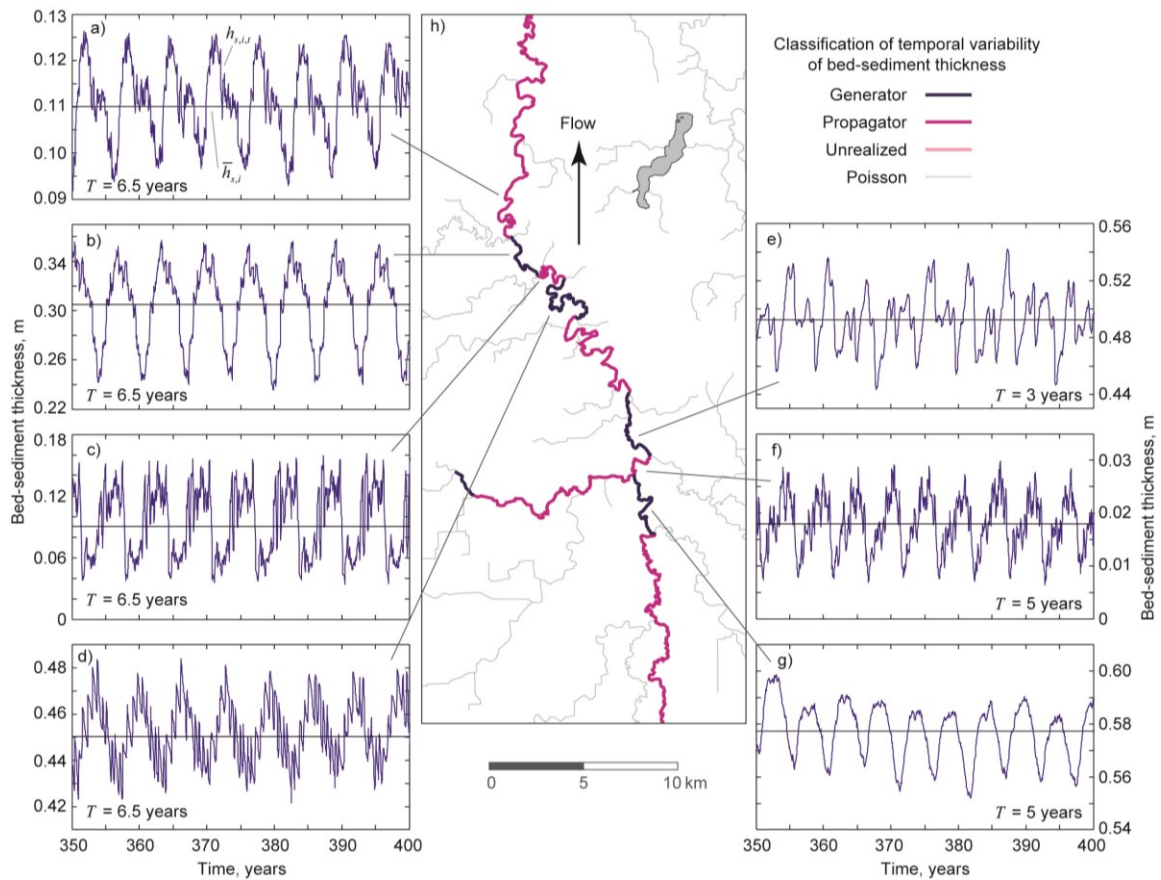 a)
0.13
0.12
0.11
0.10
0.09
h_{s,i,t}
\overline{h}_{s,i}
T = 6.5 years
b)
0.34
0.30
0.26
0.22
T = 6.5 years
Bed-sediment thickness, m
c)
0.18
0.12
0.06
0
T = 6.5 years
d)
0.48
0.46
0.44
0.42
T = 6.5 years
350 360 370 380 390 400
Time, years
h)
Flow
0 5 10 km
Classification of temporal variability
of bed-sediment thickness
Generator
Propagator
Unrealized
Poisson
e)
0.56
0.52
0.48
0.44
T = 3 years
f)
0.03
0.02
0.01
0
T = 5 years
Bed-sediment thickness, m
g)
0.60
0.58
0.56
0.54
T = 5 years
350 360 370 380 390 400
Time, years